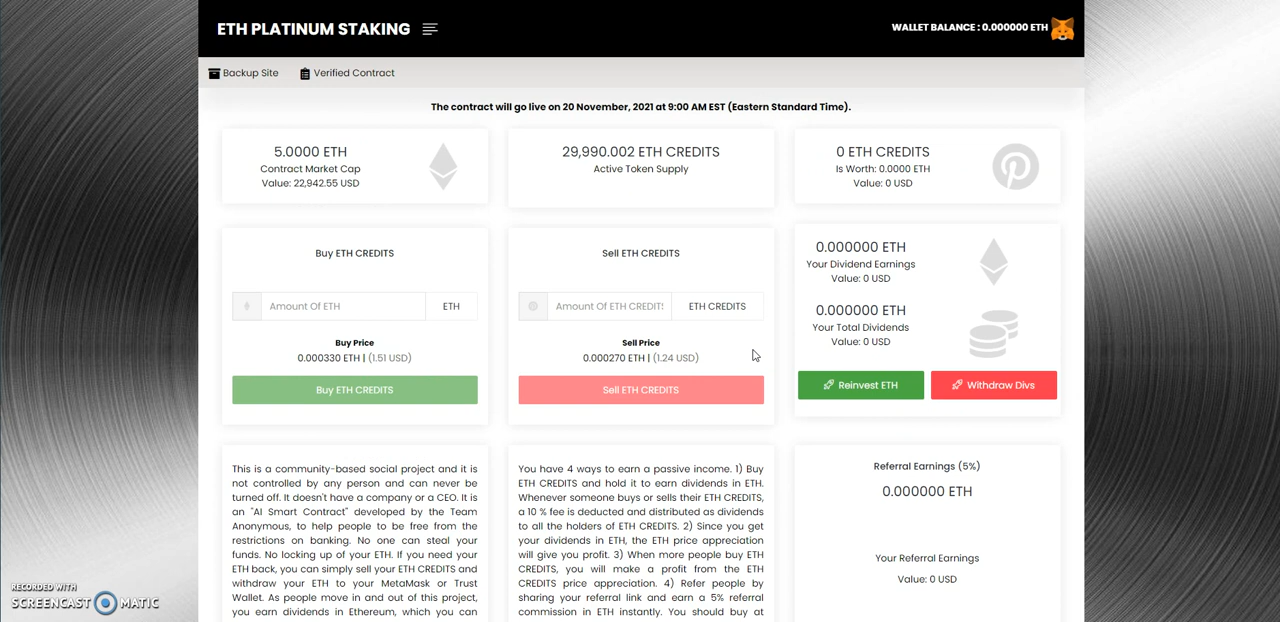 ETH PLATINUM STAKING
WALLET BALANCE : 0.000000 ETH
Backup Site
Verified Contract
The contract will go live on 20 November, 2021 at 9:00 AM EST (Eastern Standard Time).
5.0000 ETH
Contract Market Cap
Value: 22,942.55 USD
29,990.002 ETH CREDITS
Active Token Supply
0 ETH CREDITS
Is Worth: 0.0000 ETH
Value: 0 USD
Buy ETH CREDITS
Amount Of ETH
ETH
Buy Price
0.000330 ETH | (1.51 USD)
Buy ETH CREDITS
Sell ETH CREDITS
Amount Of ETH CREDITS
ETH CREDITS
Sell Price
0.000270 ETH | (1.24 USD)
Sell ETH CREDITS
0.000000 ETH
Your Dividend Earnings
Value: 0 USD
0.000000 ETH
Your Total Dividends
Value: 0 USD
Reinvest ETH
Withdraw Divs
This is a community-based social project and it is
not controlled by any person and can never be
turned off. It doesn't have a company or a CEO. It is
an "AI Smart Contract" developed by the Team
Anonymous, to help people to be free from the
restrictions on banking. No one can steal your
funds. No locking up of your ETH. If you need your
ETH back, you can simply sell your ETH CREDITS and
withdraw your ETH to your MetaMask or Trust
Wallet. As people move in and out of this project,
you earn dividends in Ethereum, which you can
You have 4 ways to earn a passive income. 1) Buy
ETH CREDITS and hold it to earn dividends in ETH.
Whenever someone buys or sells their ETH CREDITS,
a 10 % fee is deducted and distributed as dividends
to all the holders of ETH CREDITS. 2) Since you get
your dividends in ETH, the ETH price appreciation
will give you profit. 3) When more people buy ETH
CREDITS, you will make a profit from the ETH
CREDITS price appreciation. 4) Refer people by
sharing your referral link and earn a 5% referral
commission in ETH instantly. You should buy at
Referral Earnings (5%)
0.000000 ETH
Your Referral Earnings
Value: 0 USD
RECORDED WITH
SCREENCAST MATIC